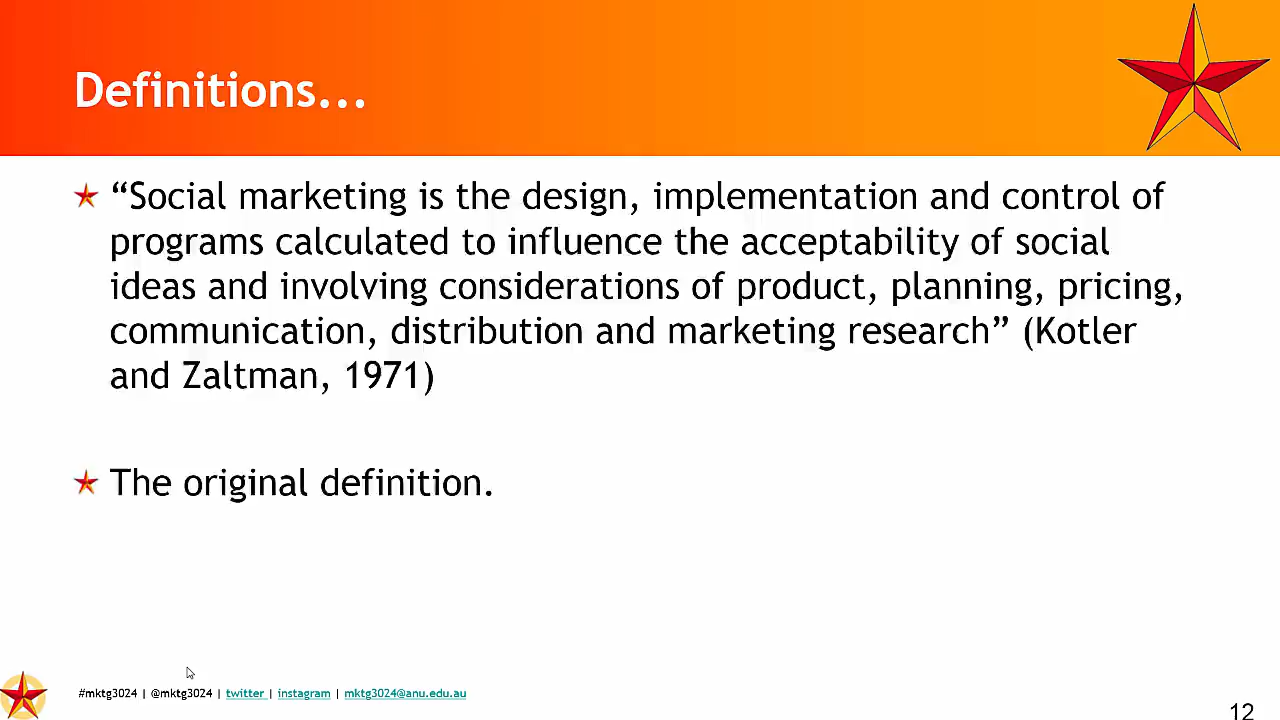 Definitions...
“Social marketing is the design, implementation and control of
programs calculated to influence the acceptability of social
ideas and involving considerations of product, planning, pricing,
communication, distribution and marketing research” (Kotler
and Zaltman, 1971)
The original definition.
#mktg3024 | @mktg3024 | twitter | instagram | mktg3024@anu.edu.au
12